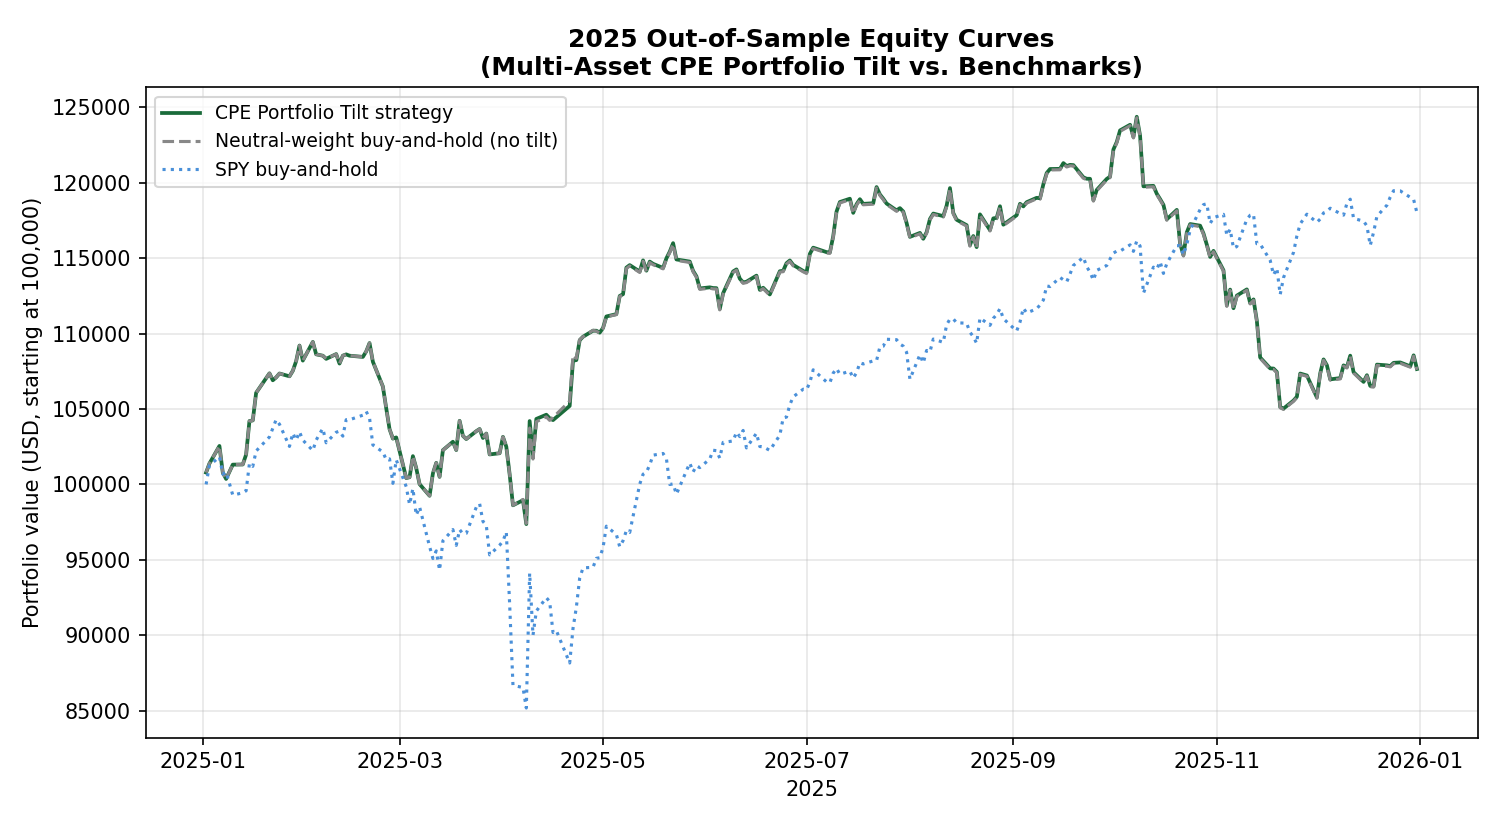 2025 Out-of-Sample Equity Curves
(Multi-Asset CPE Portfolio Tilt vs. Benchmarks)
CPE Portfolio Tilt strategy
Neutral-weight buy-and-hold (no tilt)
SPY buy-and-hold
Portfolio value (USD, starting at 100,000)
125000
120000
115000
110000
105000
100000
95000
90000
85000
2025-01
2025-03
2025-05
2025-07
2025-09
2025-11
2026-01
2025